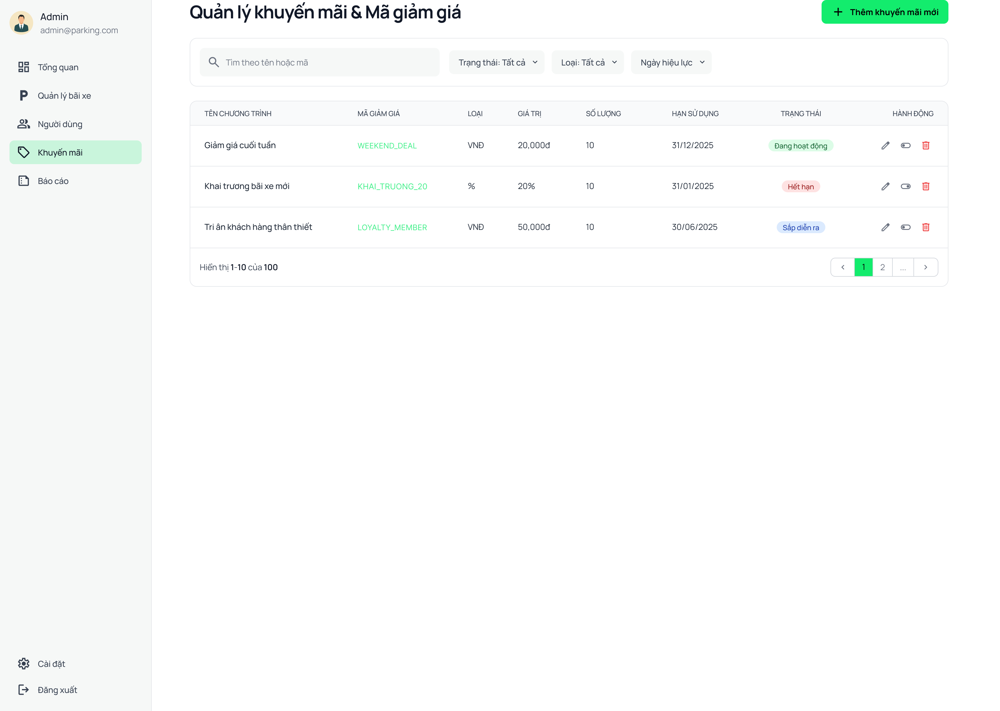 Admin
admin@parking.com
Tổng quan
Quản lý bãi xe
Người dùng
Khuyến mãi
Báo cáo
Cài đặt
Đăng xuất
Quản lý khuyến mãi & Mã giảm giá
Thêm khuyến mãi mới
Tìm theo tên hoặc mã
Trạng thái: Tất cả
Loại: Tất cả
Ngày hiệu lực
TÊN CHƯƠNG TRÌNH MÃ GIẢM GIÁ LOẠI GIÁ TRỊ SỐ LƯỢNG HẠN SỬ DỤNG TRẠNG THÁI HÀNH ĐỘNG
Giảm giá cuối tuần WEEKEND_DEAL VNĐ 20,000đ 10 31/12/2025 Đang hoạt động
Khai trương bãi xe mới KHAI_TRUONG_20 % 20% 10 31/01/2025 Hết hạn
Tri ân khách hàng thân thiết LOYALTY_MEMBER VNĐ 50,000đ 10 30/06/2025 Sắp diễn ra
Hiển thị 1-10 của 100
1 2 ...